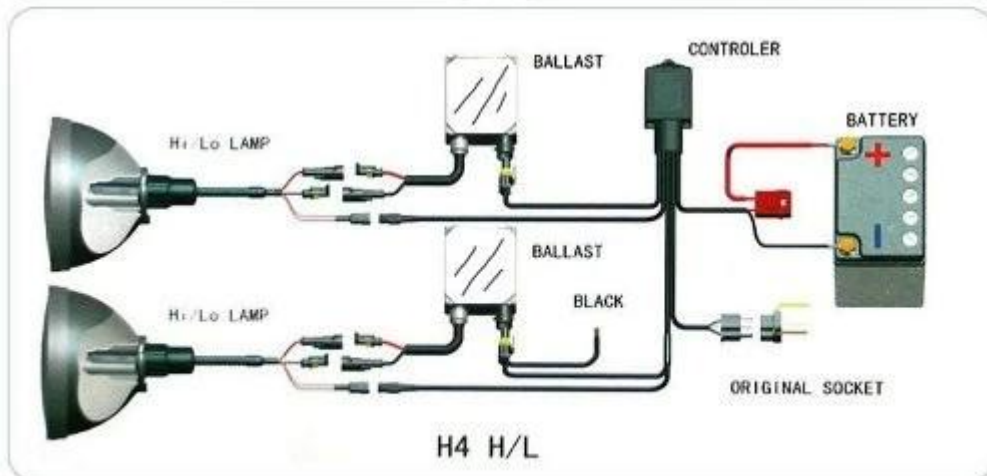 CONTROLER
BALLAST
BATTERY
Hi/Lo LAMP
+
-
BALLAST
BLACK
Hi/Lo LAMP
ORIGINAL SOCKET
H4 H/L